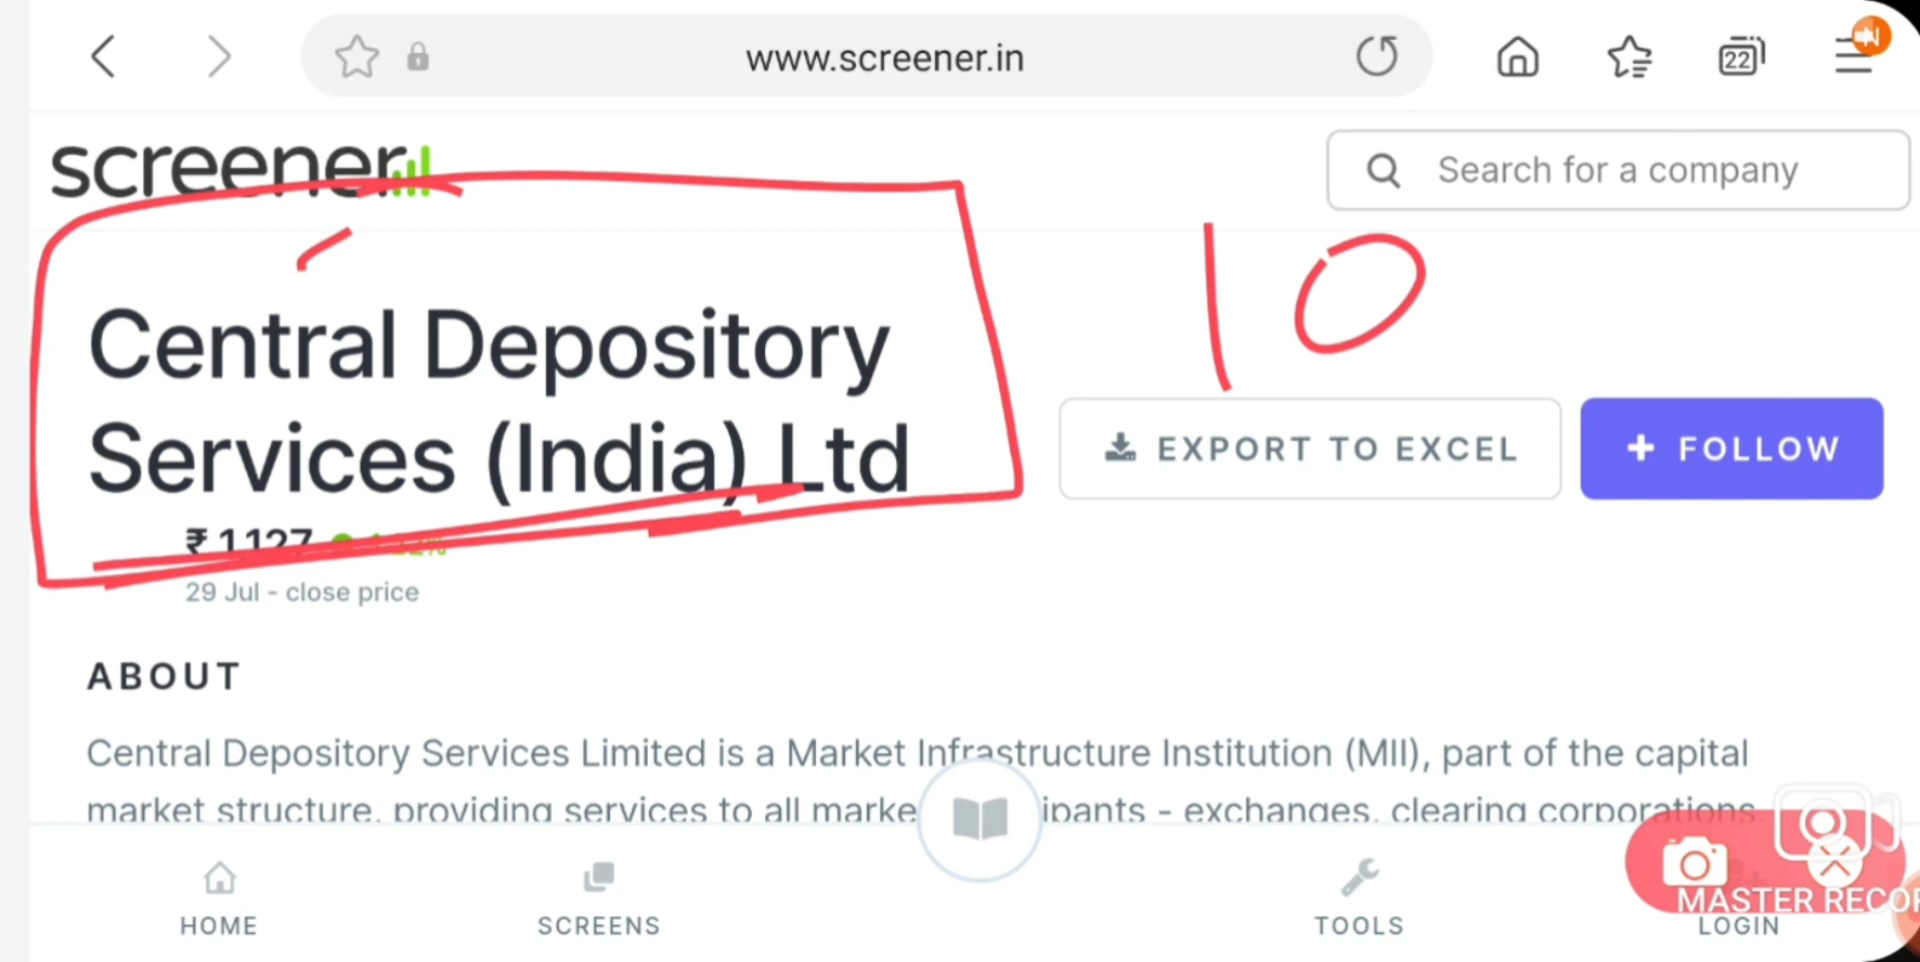 www.screener.in
22
N
screener
Search for a company
10
Central Depository
Services (India) Ltd
EXPORT TO EXCEL
+ FOLLOW
₹ 1127
29 Jul - close price
ABOUT
Central Depository Services Limited is a Market Infrastructure Institution (MII), part of the capital
market structure, providing services to all marke ipants - exchanges, clearing corporations,
HOME
SCREENS
TOOLS
MASTER RECOR
LOGIN